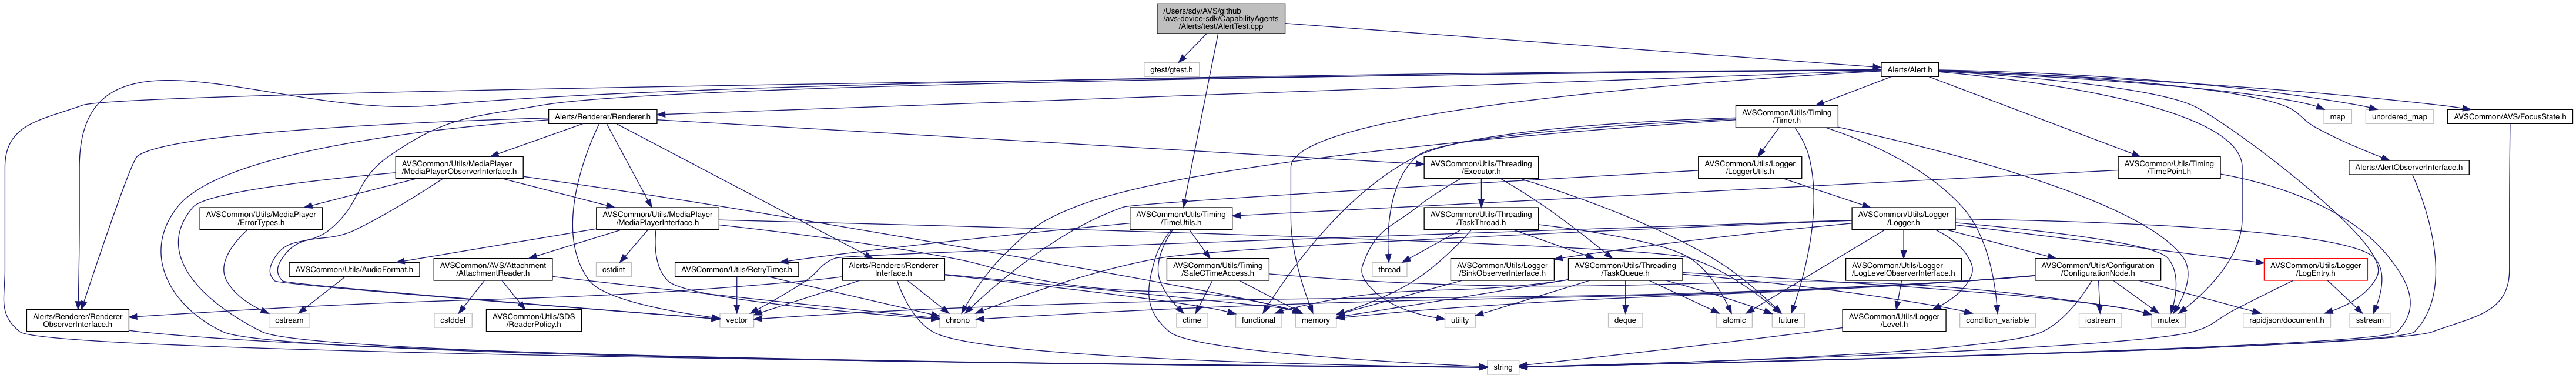 /Users/sdy/AVS/github
/avs-device-sdk/CapabilityAgents
/Alerts/test/AlertTest.cpp
gtest/gtest.h
Alerts/Alert.h
Alerts/Renderer/Renderer.h
AVSCommon/Utils/Timing
/Timer.h
map
unordered_map
AVSCommon/AVS/FocusState.h
AVSCommon/Utils/MediaPlayer
/MediaPlayerObserverInterface.h
AVSCommon/Utils/Threading
/Executor.h
AVSCommon/Utils/Logger
/LoggerUtils.h
AVSCommon/Utils/Timing
/TimePoint.h
Alerts/AlertObserverInterface.h
AVSCommon/Utils/MediaPlayer
/ErrorTypes.h
AVSCommon/Utils/MediaPlayer
/MediaPlayerInterface.h
AVSCommon/Utils/Timing
/TimeUtils.h
AVSCommon/Utils/Threading
/TaskThread.h
AVSCommon/Utils/Logger
/Logger.h
AVSCommon/Utils/AudioFormat.h
AVSCommon/AVS/Attachment
/AttachmentReader.h
cstdint
AVSCommon/Utils/RetryTimer.h
Alerts/Renderer/Renderer
Interface.h
AVSCommon/Utils/Timing
/SafeCTimeAccess.h
thread
AVSCommon/Utils/Logger
/SinkObserverInterface.h
AVSCommon/Utils/Threading
/TaskQueue.h
AVSCommon/Utils/Logger
/LogLevelObserverInterface.h
AVSCommon/Utils/Configuration
/ConfigurationNode.h
AVSCommon/Utils/Logger
/LogEntry.h
Alerts/Renderer/Renderer
ObserverInterface.h
ostream
cstddef
AVSCommon/Utils/SDS
/ReaderPolicy.h
vector
chrono
ctime
functional
memory
utility
deque
atomic
future
AVSCommon/Utils/Logger
/Level.h
condition_variable
iostream
mutex
rapidjson/document.h
sstream
string